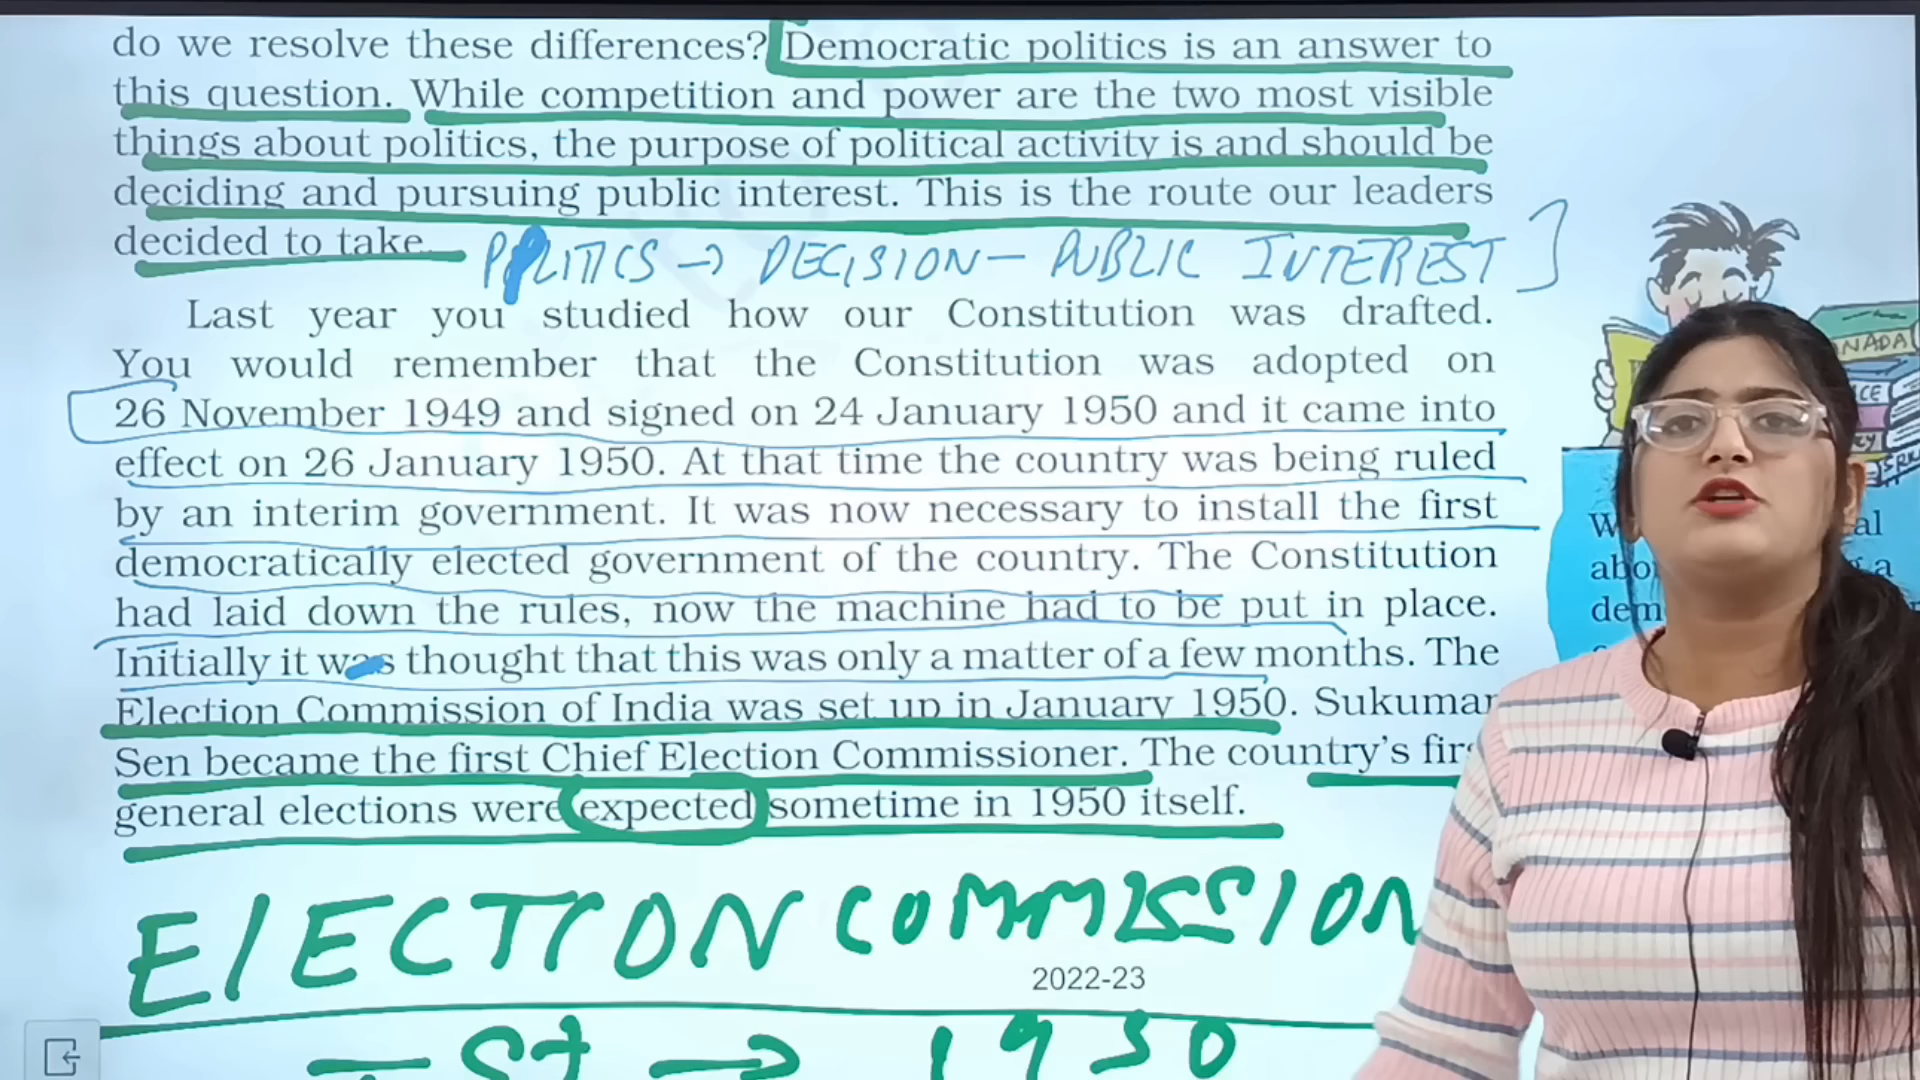 do we resolve these differences? Democratic politics is an answer to
this question. While competition and power are the two most visible
things about politics, the purpose of political activity is and should be
deciding and pursuing public interest. This is the route our leaders
decided to take.
POLITICS → DECISION – PUBLIC INTEREST ]
Last year you studied how our Constitution was drafted.
You would remember that the Constitution was adopted on
26 November 1949 and signed on 24 January 1950 and it came into
effect on 26 January 1950. At that time the country was being ruled
by an interim government. It was now necessary to install the first
democratically elected government of the country. The Constitution
had laid down the rules, now the machine had to be put in place.
Initially it was thought that this was only a matter of a few months. The
Election Commission of India was set up in January 1950. Sukumar
Sen became the first Chief Election Commissioner. The country's firs
general elections were expected sometime in 1950 itself.
ELECTION COMMISSION
2022-23
1950
NADA
CE
W al
abo a
dem